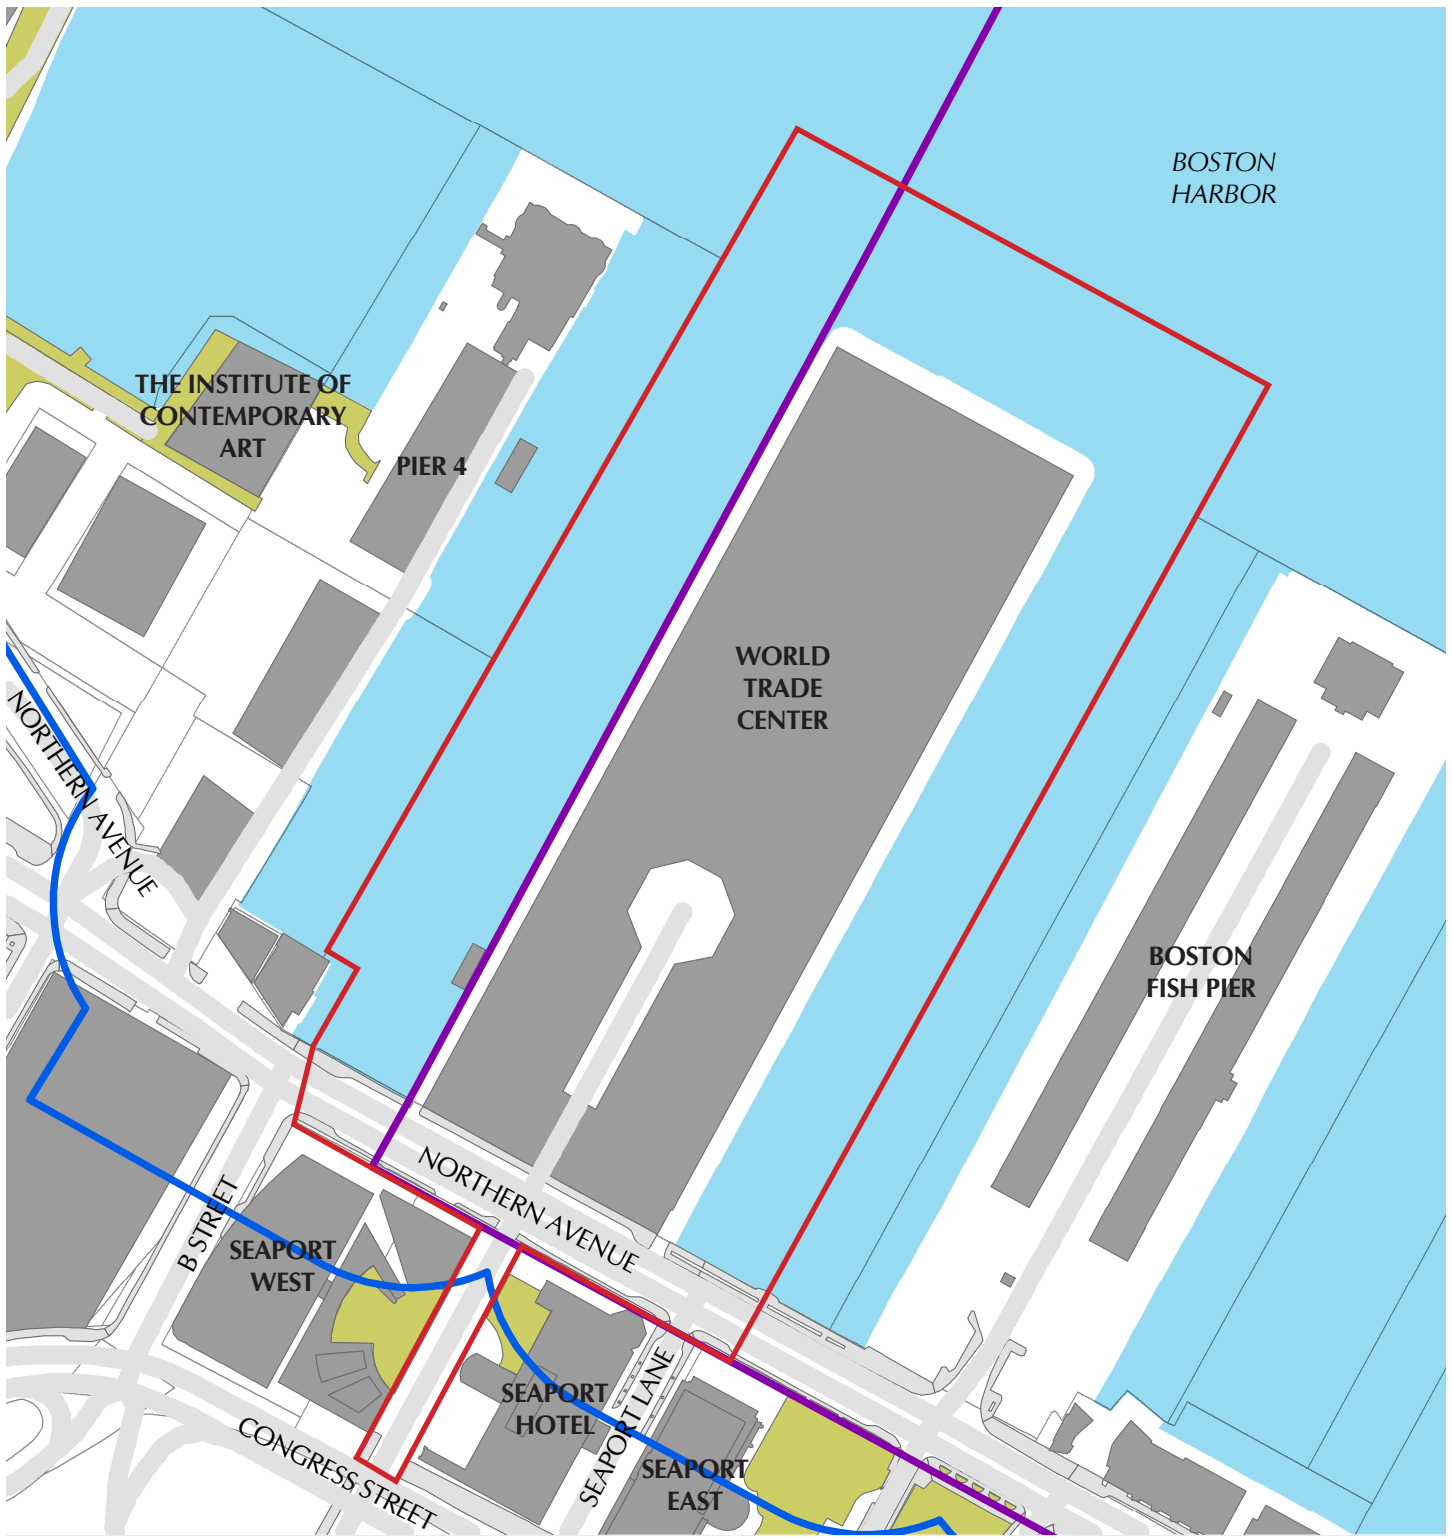 BOSTON
HARBOR
THE INSTITUTE OF
CONTEMPORARY
ART
PIER 4
WORLD
TRADE
CENTER
NORTHERN AVENUE
BOSTON
FISH PIER
NORTHERN AVENUE
B STREET
SEAPORT
WEST
SEAPORT
HOTEL
SEAPORT LANE
CONGRESS STREET
SEAPORT
EAST